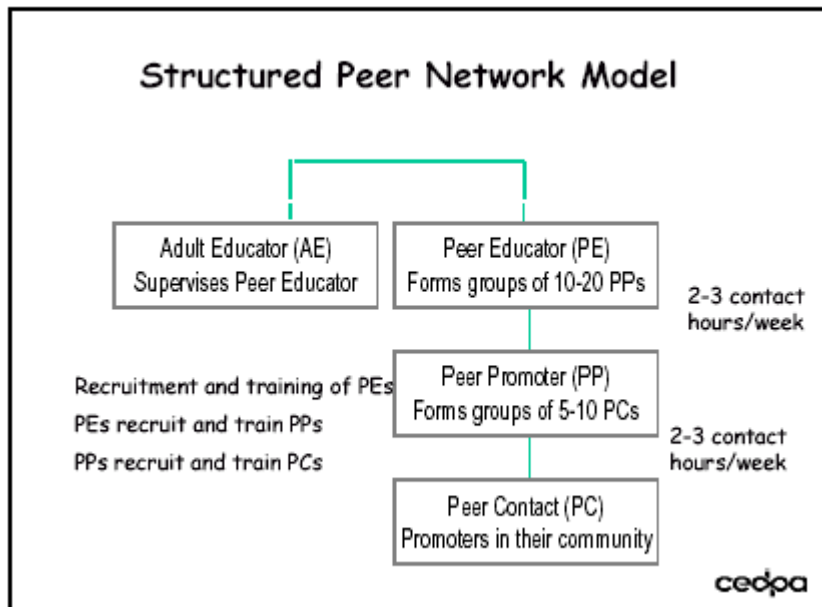 Structured Peer Network Model
Adult Educator (AE)
Supervises Peer Educator
Peer Educator (PE)
Forms groups of 10-20 PPs
2-3 contact
hours/week
Recruitment and training of PEs
PEs recruit and train PPs
PPs recruit and train PCs
Peer Promoter (PP)
Forms groups of 5-10 PCs
2-3 contact
hours/week
Peer Contact (PC)
Promoters in their community
cedpa